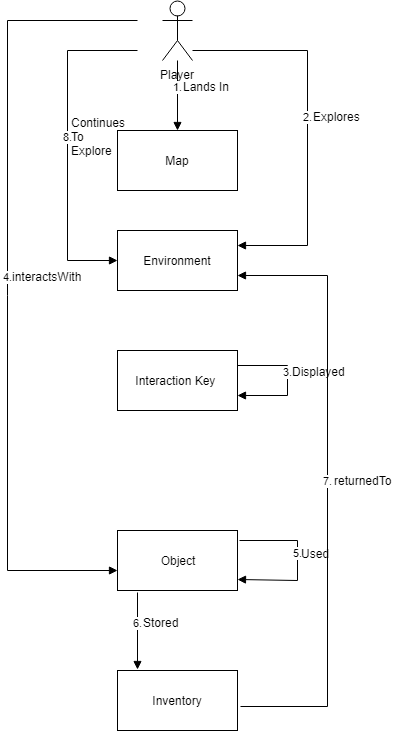 Player
1.Lands In
2.Explores
Continues
8.To
Explore
Map
Environment
4.interactsWith
3.Displayed
Interaction Key
7. returnedTo
5.Used
Object
6.Stored
Inventory